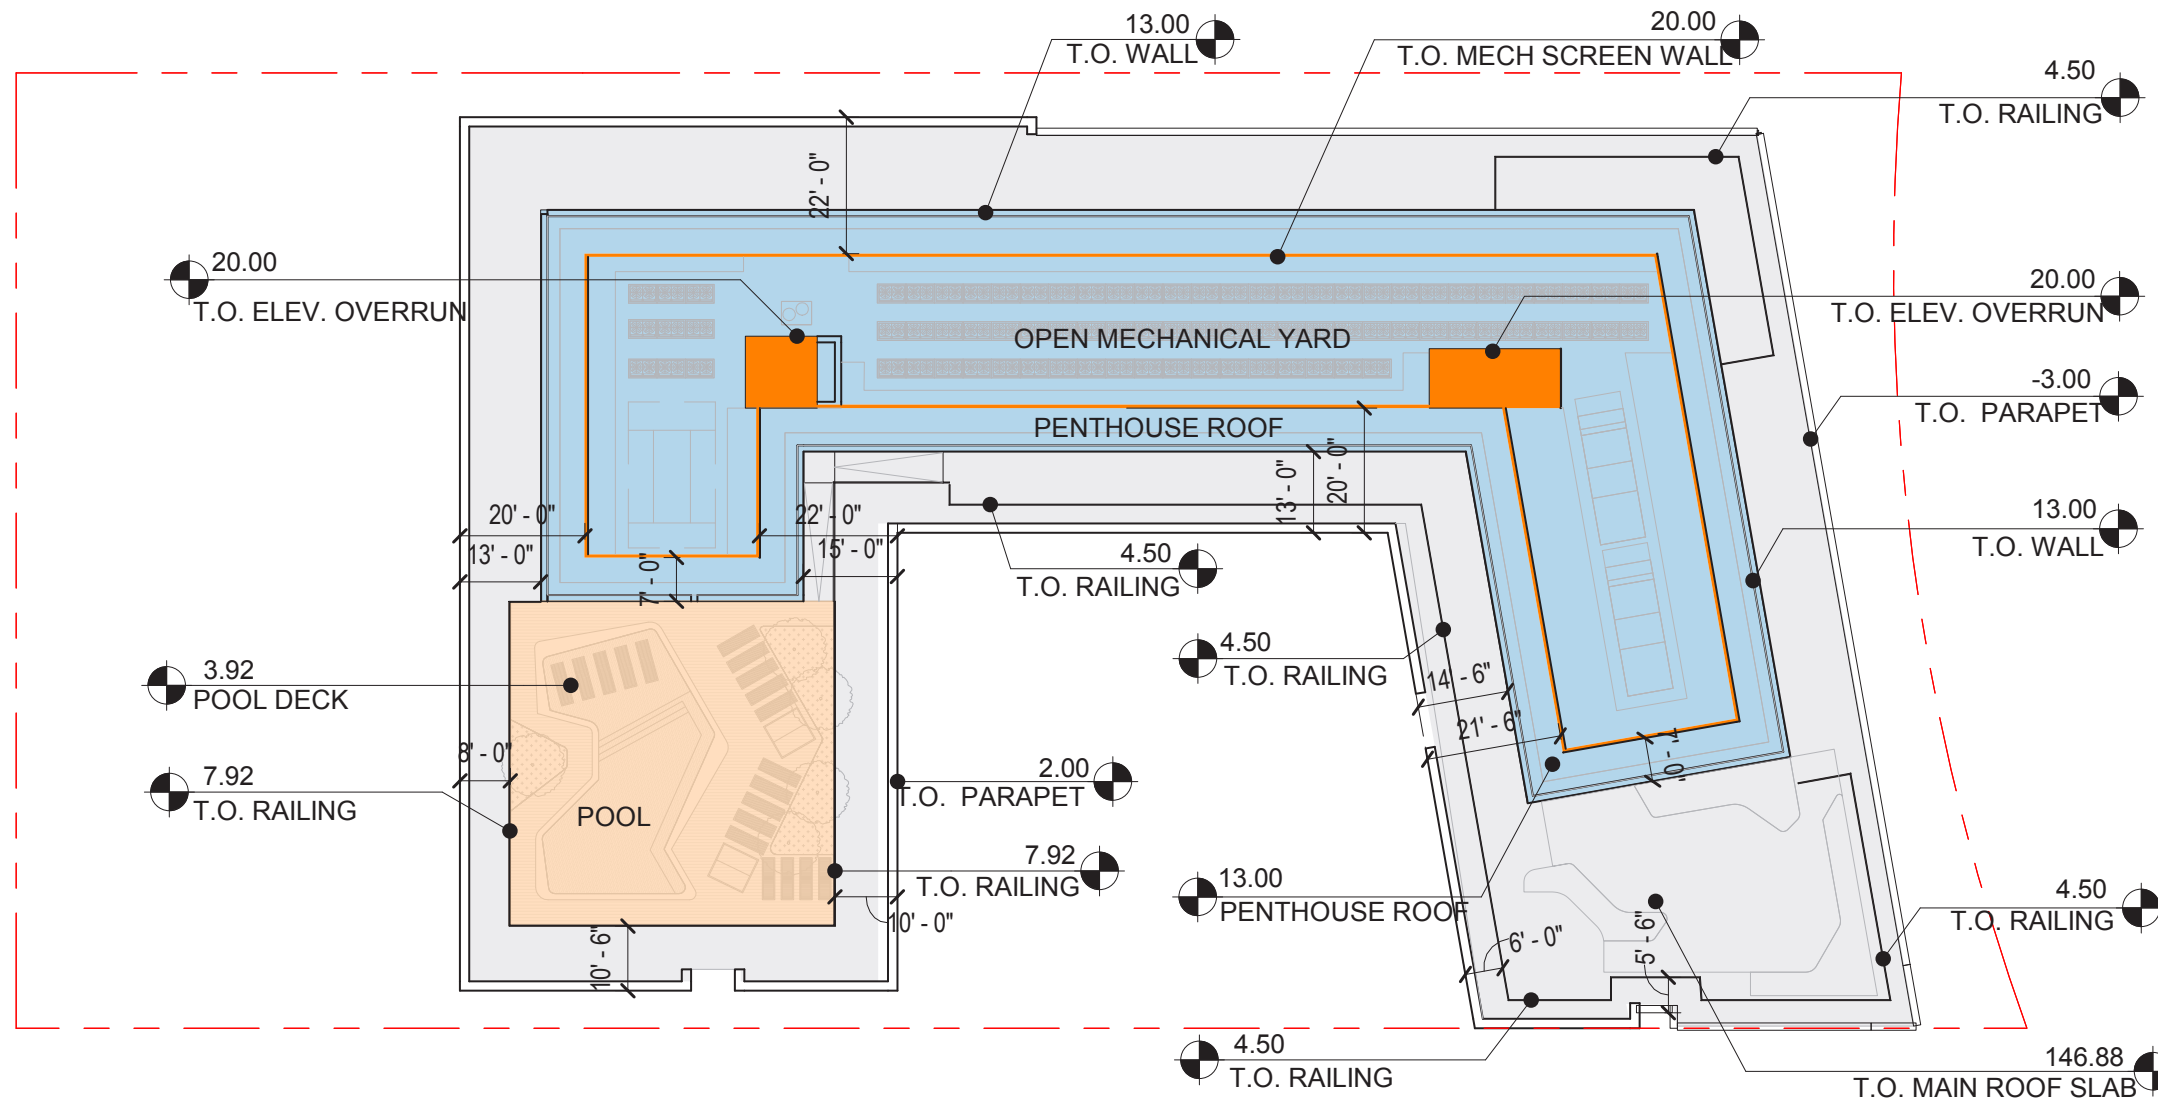 13.00
T.O. WALL
20.00
T.O. MECH SCREEN WALL
4.50
T.O. RAILING
22' - 0"
20.00
T.O. ELEV. OVERRUN
20.00
T.O. ELEV. OVERRUN
OPEN MECHANICAL YARD
-3.00
T.O. PARAPET
PENTHOUSE ROOF
13' - 0"
20' - 0"
20' - 0"
22' - 0"
13' - 0"
15' - 0"
7' - 0"
13.00
T.O. WALL
4.50
T.O. RAILING
4.50
T.O. RAILING
3.92
POOL DECK
14' - 6"
21' - 6"
7' - 0"
8' - 0"
7.92
T.O. RAILING
2.00
T.O. PARAPET
POOL
7.92
T.O. RAILING
13.00
PENTHOUSE ROOF
4.50
T.O. RAILING
10' - 0"
10' - 6"
6' - 0"
5' - 6"
4.50
T.O. RAILING
146.88
T.O. MAIN ROOF SLAB